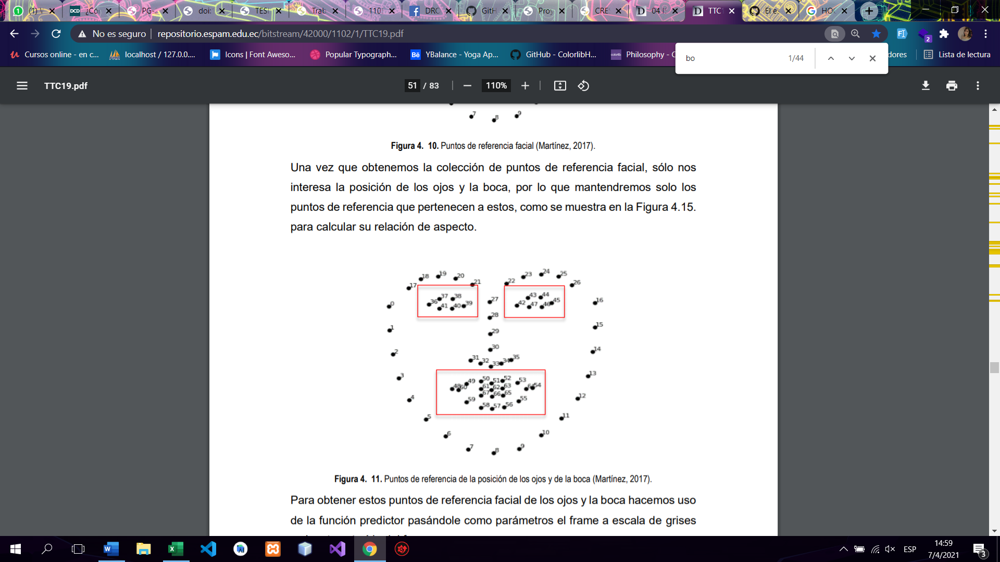 (1) V
¿Cói
PG-
doi:
TESI
Trab
1102
DRC
GitH
Proy
CRE
04 I
TTC1
El e
HO
No es seguro | repositorio.espam.edu.ec/bitstream/42000/1102/1/TTC19.pdf
2
Cursos online - en c...
localhost / 127.0.0....
Icons | Font Aweso...
Popular Typograph...
YBalance - Yoga Ap...
GitHub - ColorlibH...
Philosophy - C
dores
Lista de lectura
bo 1/44
TTC19.pdf
51 / 83
110%
7 8 9
Figura 4. 10. Puntos de referencia facial (Martínez, 2017).
Una vez que obtenemos la colección de puntos de referencia facial, sólo nos
interesa la posición de los ojos y la boca, por lo que mantendremos solo los
puntos de referencia que pertenecen a estos, como se muestra en la Figura 4.15.
para calcular su relación de aspecto.
18 19 20 23 24 25
17 21 22 26
37 38 43 44
0 36 39 27 42 45 16
41 40 47 46
28
1 29 15
2 30 14
31 32 33 34 35
3 13
49 50 51 52 53
48 60 61 62 63 64 54
4 59 67 66 65 55 12
58 57 56
5 11
6 10
7 8 9
Figura 4. 11. Puntos de referencia de la posición de los ojos y de la boca (Martínez, 2017).
Para obtener estos puntos de referencia facial de los ojos y la boca hacemos uso
de la función predictor pasándole como parámetros el frame a escala de grises
ESP
14:59
7/4/2021
3